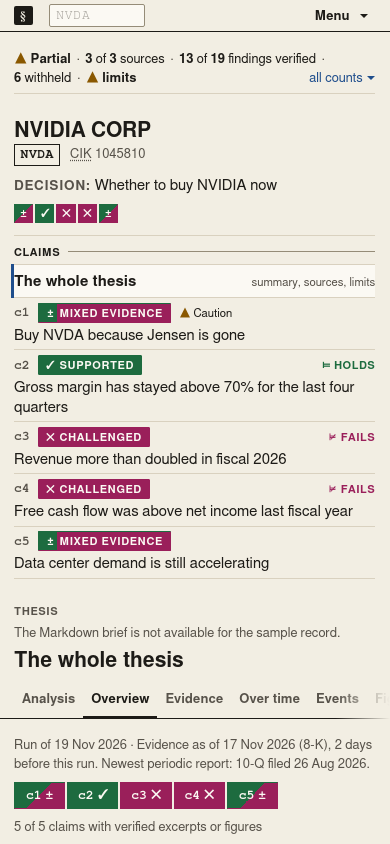 § NVDA Menu
Partial · 3 of 3 sources · 13 of 19 findings verified ·
6 withheld · limits all counts
NVIDIA CORP
NVDA CIK 1045810
DECISION: Whether to buy NVIDIA now
± ✓ ✕ ✕ ±
CLAIMS
The whole thesis summary, sources, limits
c1 ± MIXED EVIDENCE Caution
Buy NVDA because Jensen is gone
c2 ✓ SUPPORTED ⊨ HOLDS
Gross margin has stayed above 70% for the last four
quarters
c3 ✕ CHALLENGED ⊭ FAILS
Revenue more than doubled in fiscal 2026
c4 ✕ CHALLENGED ⊭ FAILS
Free cash flow was above net income last fiscal year
c5 ± MIXED EVIDENCE
Data center demand is still accelerating
THESIS
The Markdown brief is not available for the sample record.
The whole thesis
Analysis Overview Evidence Over time Events
Run of 19 Nov 2026 · Evidence as of 17 Nov 2026 (8-K), 2 days
before this run. Newest periodic report: 10-Q filed 26 Aug 2026.
c1 ± c2 ✓ c3 ✕ c4 ✕ c5 ±
5 of 5 claims with verified excerpts or figures